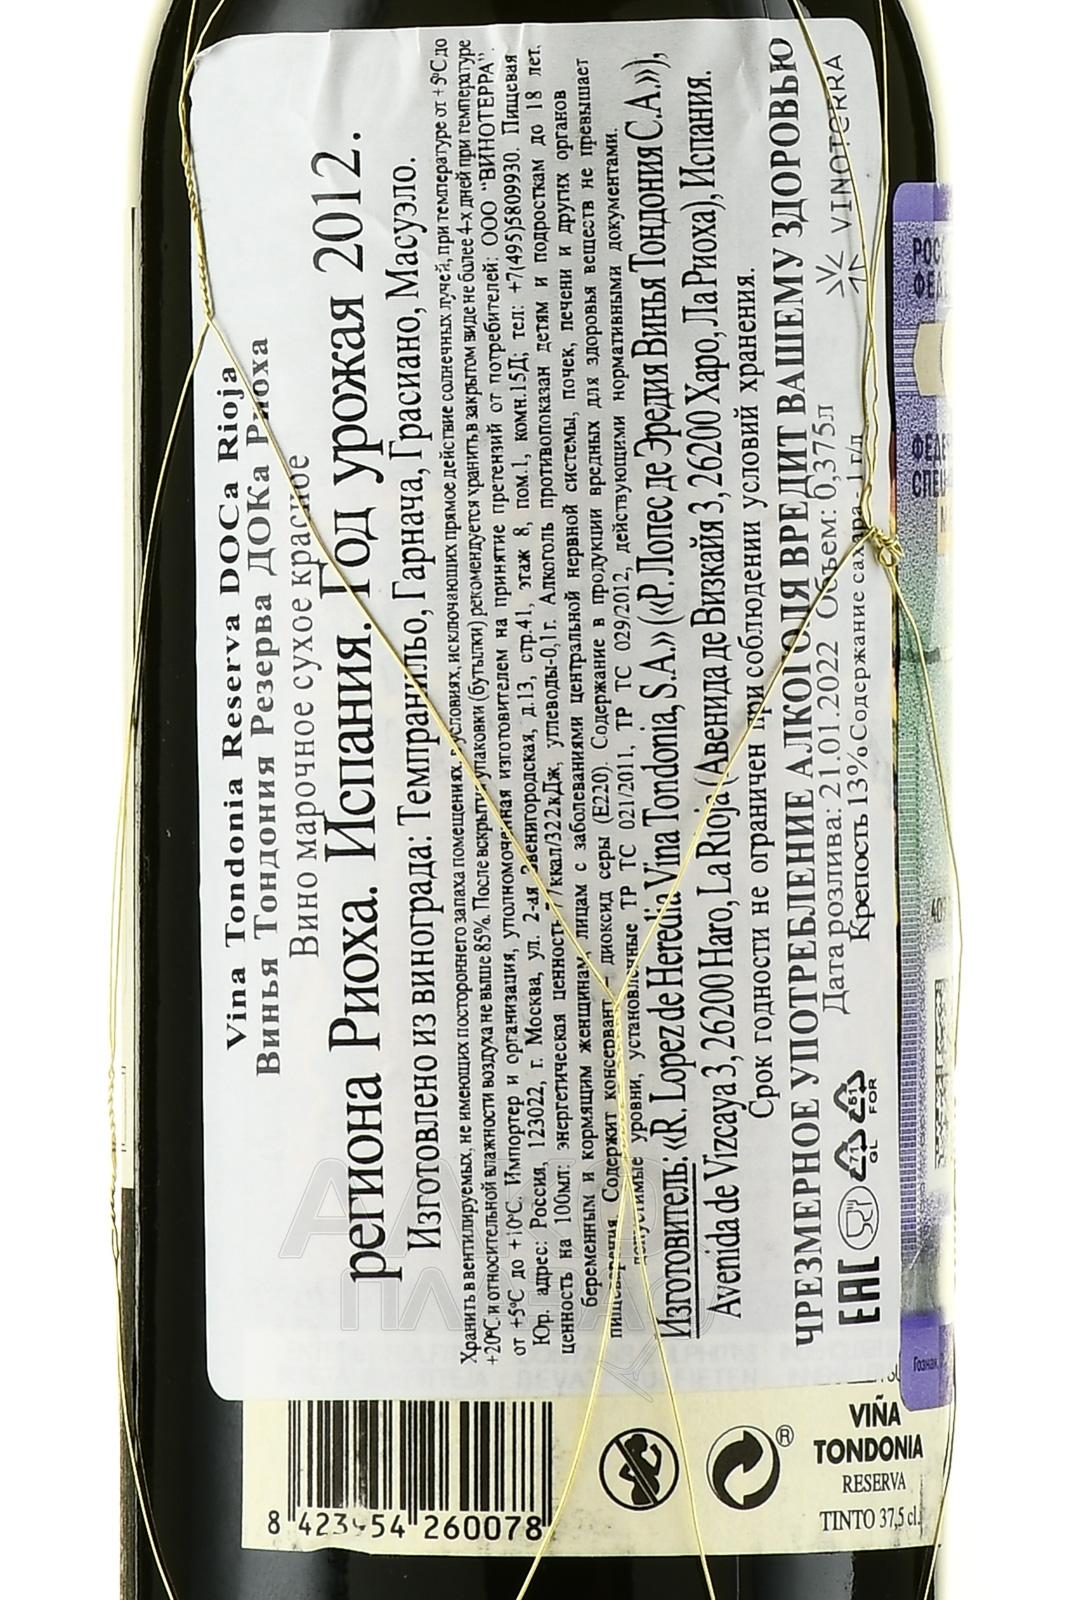 Vina Tondonia Reserva DOCa Rioja
Винья Тондония Резерва ДОКа Риоха
Вино марочное сухое красное
региона Риоха. Испания. Год урожая 2012.
Изготовлено из винограда: Темпранильо, Гарнача, Грасиано, Масуэло.
Хранить в вентилируемых, не имеющих постороннего запаха помещениях, в условиях, исключающих прямое действие солнечных лучей, при температуре от +5°C до
+20°C и относительной влажности воздуха не выше 85%. После вскрытия упаковки (бутылки) рекомендуется хранить в закрытом виде не более 4-х дней при температуре
от +5°C до +10°C. Импортер и организация, уполномоченная изготовителем на принятие претензий от потребителей: ООО "ВИНОТЕРРА".
Юр. адрес: Россия, 123022, г. Москва, ул. 2-ая Звенигородская, д.13, стр.41, этаж 8, пом.1, комн.15Д; тел: +7(495)5809930. Пищевая
ценность на 100мл: энергетическая ценность 77ккал/322кДж, углеводы-0,1г. Алкоголь противопоказан детям и подросткам до 18 лет,
беременным и кормящим женщинам, лицам с заболеваниями центральной нервной системы, почек, печени и других органов
пищеварения. Содержит консервант – диоксид серы (E220). Содержание в продукции вредных для здоровья веществ не превышает
допустимые уровни, установленные ТР ТС 021/2011, ТР ТС 029/2012, действующими нормативными документами.
Изготовитель: «R. Lopez de Heredia Vina Tondonia, S.A.» («Р. Лопес де Эредия Винья Тондония С.А.»),
Avenida de Vizcaya 3, 26200 Haro, La Rioja (Авенида де Визкайя 3, 26200 Харо, Ла Риоха), Испания.
Срок годности не ограничен при соблюдении условий хранения.
ЧРЕЗМЕРНОЕ УПОТРЕБЛЕНИЕ АЛКОГОЛЯ ВРЕДИТ ВАШЕМУ ЗДОРОВЬЮ
Дата розлива: 21.01.2022 Объем: 0,375л
Крепость 13% Содержание сахара- 1 г/л
EAC
71
GL
51
FOR
VINOTERRA
8 423954 260078
VIÑA
TONDONIA
RESERVA
TINTO 37,5 cl.
АЛКО
ПЛАЗА